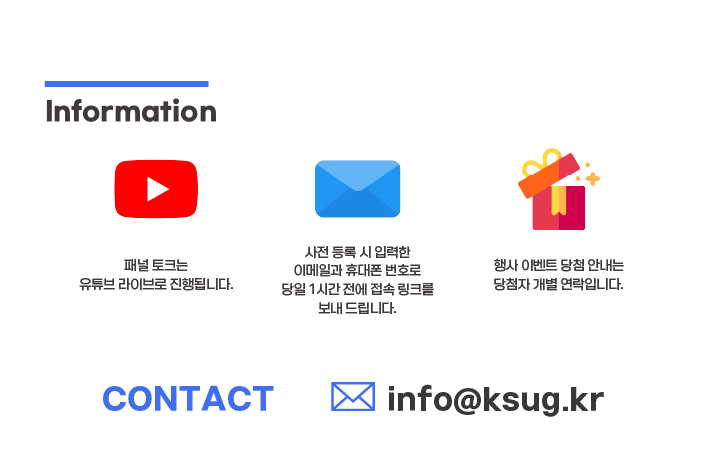 Information
패널 토크는
유튜브 라이브로 진행됩니다.
사전 등록 시 입력한
이메일과 휴대폰 번호로
당일 1시간 전에 접속 링크를
보내 드립니다.
행사 이벤트 당첨 안내는
당첨자 개별 연락입니다.
CONTACT
info@ksug.kr